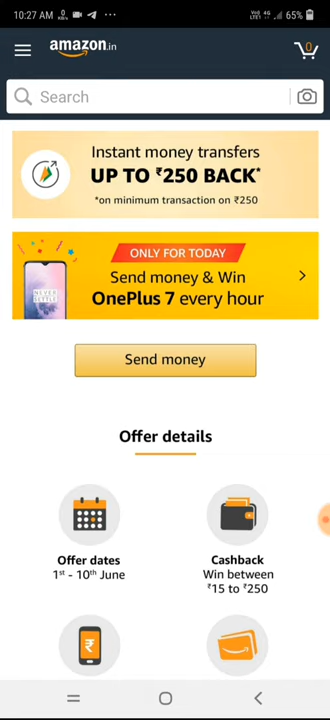 10:27 AM
65%
amazon.in
0
Search
Instant money transfers
UP TO ₹250 BACK*
*on minimum transaction on ₹250
ONLY FOR TODAY
Send money & Win
OnePlus 7 every hour
NEVER
SETTLE
Send money
Offer details
Offer dates
1st - 10th June
Cashback
Win between
₹15 to ₹250
₹